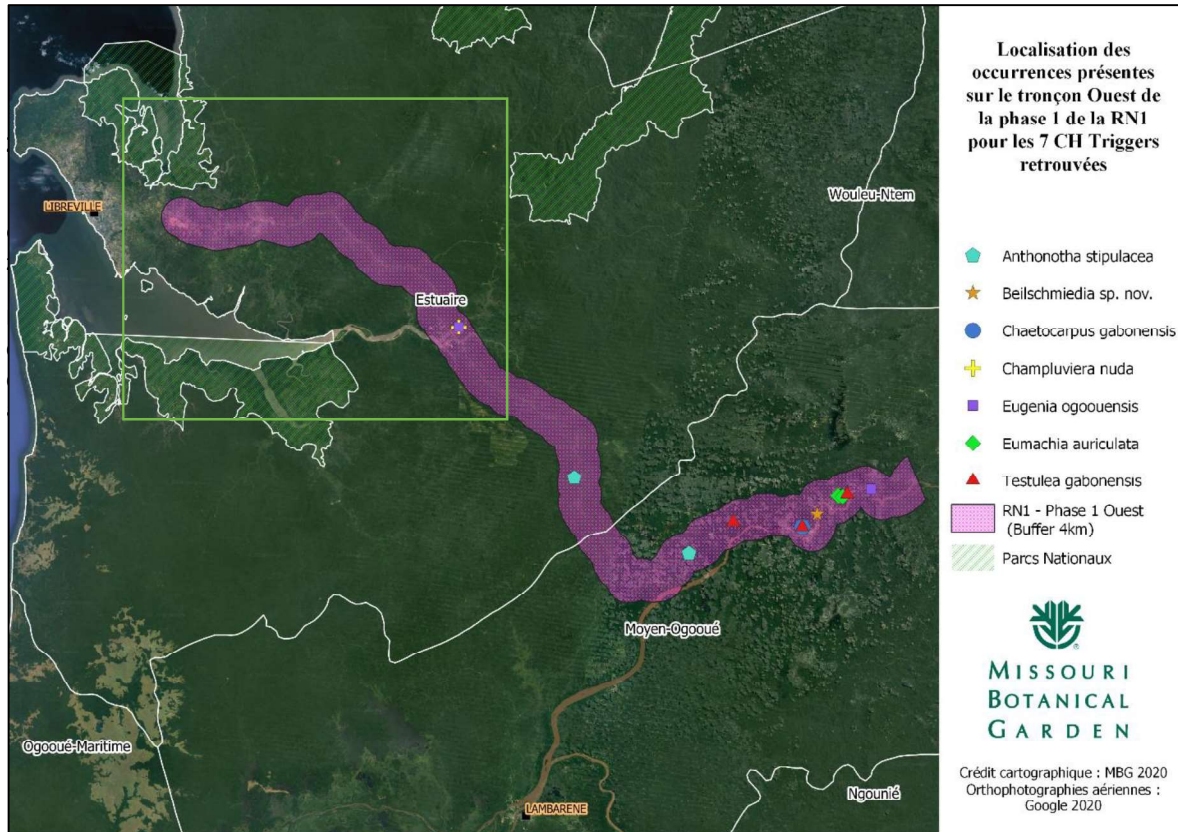 Localisation des
occurrences présentes
sur le tronçon Ouest de
la phase 1 de la RN1
pour les 7 CH Triggers
retrouvées
Wouleu-Ntem
LIBREVILLE
Estuaire
Moyen-Ogooué
Ogooué-Maritime
LAMBARENE
Ngounié
Anthonotha stipulacea
Beilschmiedia sp. nov.
Chaetocarpus gabonensis
Champluviera nuda
Eugenia ogoouensis
Eumachia auriculata
Testulea gabonensis
RN1 - Phase 1 Ouest
(Buffer 4km)
Parcs Nationaux
MISSOURI
BOTANICAL
GARDEN
Crédit cartographique : MBG 2020
Orthophotographies aériennes :
Google 2020